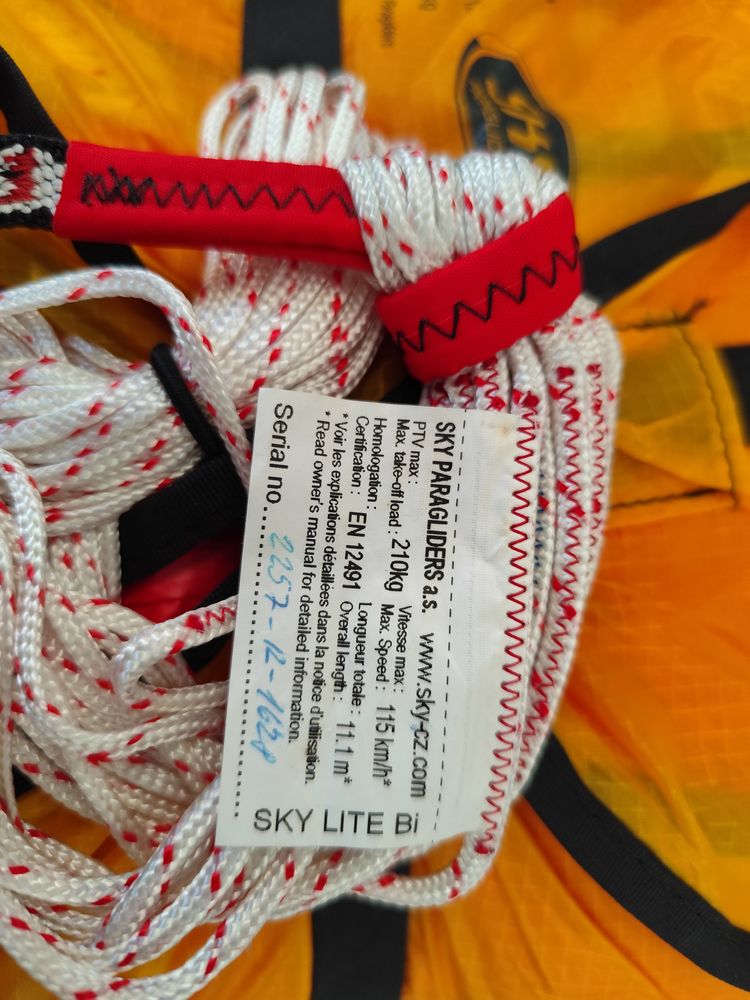 SKY PARAGLIDERS a.s. www.sky-cz.com
PTV max : Vitesse max :
Max. take-off load : 210kg Max. Speed : 115 km/h*
Homologation : Longueur totale :
Certification : EN 12491 Overall length : 11.1 m*
* Voir les explications détaillées dans la notice d'utilisation.
* Read owner's manual for detailed information.
Serial no. 2257-12-1628
SKY LITE Bi